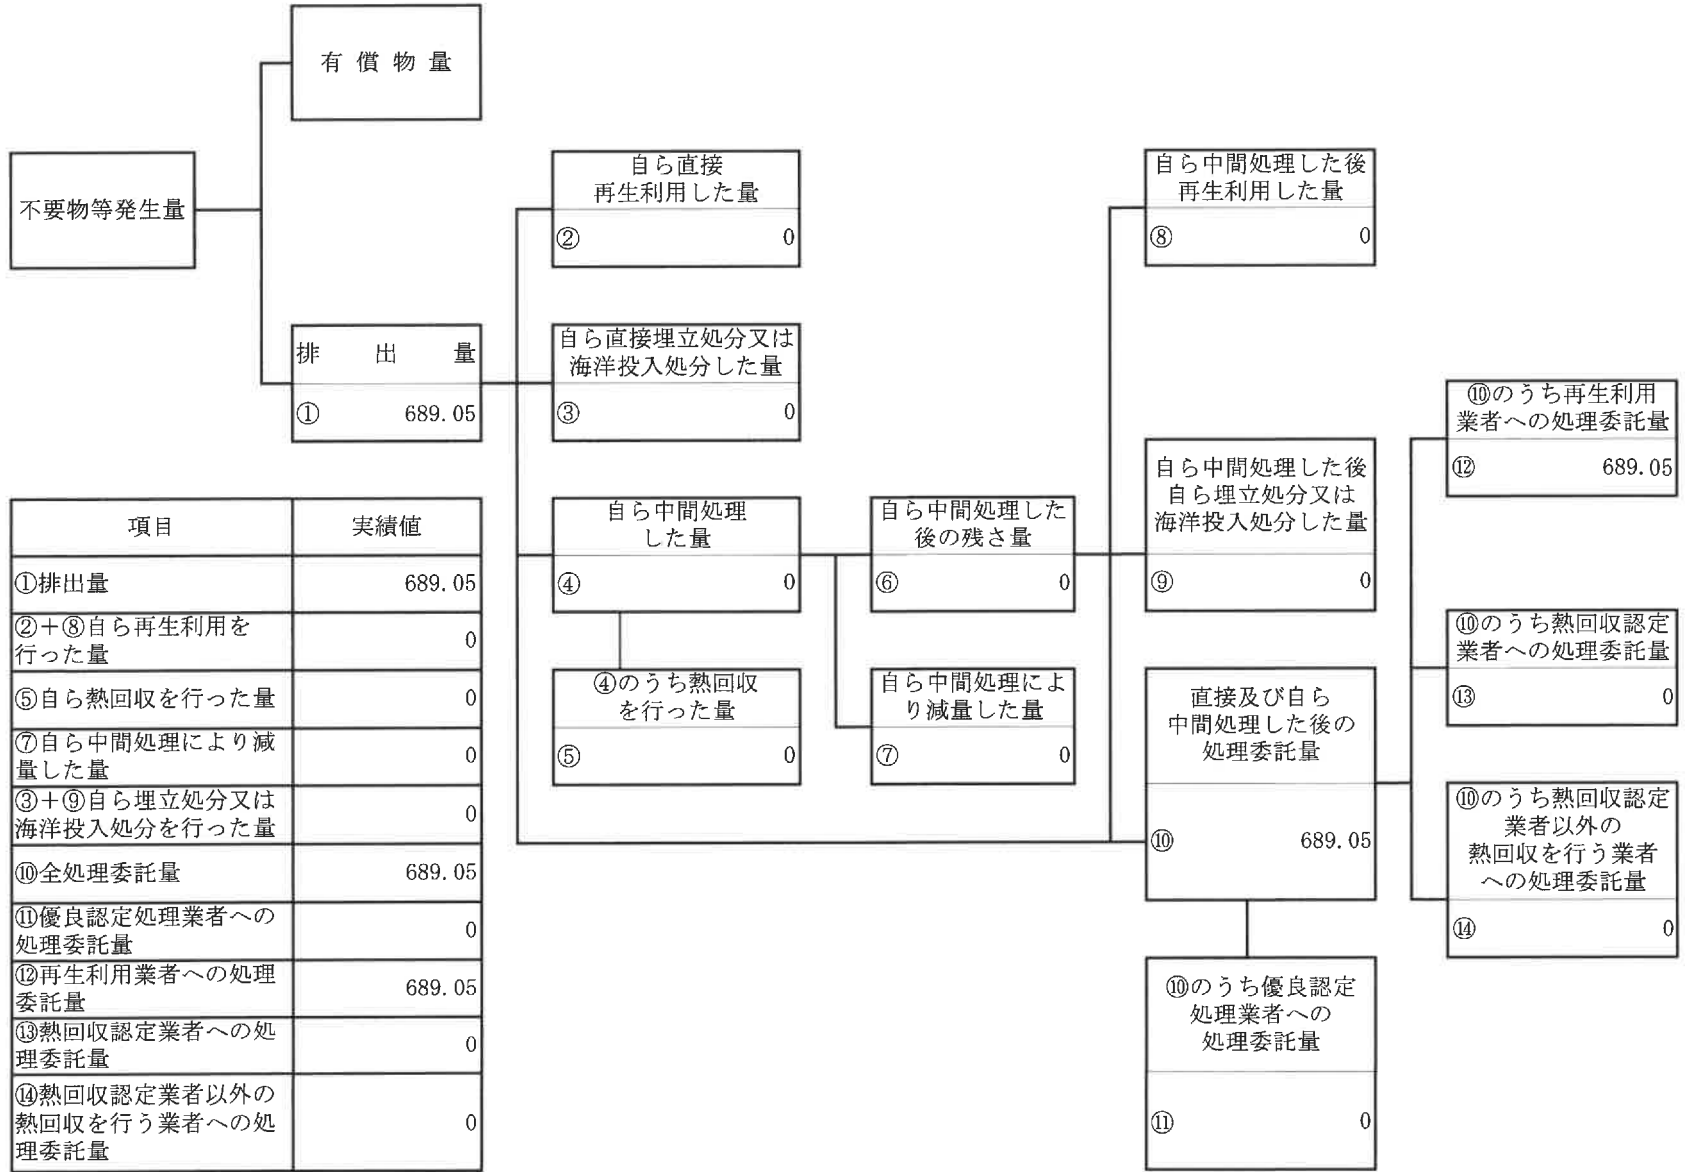 有償物量
不要物等発生量
排出量
① 689.05
自ら直接
再生利用した量
② 0
自ら直接埋立処分又は
海洋投入処分した量
③ 0
自ら中間処理
した量
④ 0
④のうち熱回収
を行った量
⑤ 0
自ら中間処理した
後の残さ量
⑥ 0
自ら中間処理によ
り減量した量
⑦ 0
自ら中間処理した後
再生利用した量
⑧ 0
自ら中間処理した後
自ら埋立処分又は
海洋投入処分した量
⑨ 0
直接及び自ら
中間処理した後の
処理委託量
⑩ 689.05
⑩のうち優良認定
処理業者への
処理委託量
⑪ 0
⑩のうち再生利用
業者への処理委託量
⑫ 689.05
⑩のうち熱回収認定
業者への処理委託量
⑬ 0
⑩のうち熱回収認定
業者以外の
熱回収を行う業者
への処理委託量
⑭ 0
項目 実績値
①排出量 689.05
②+⑧自ら再生利用を
行った量 0
⑤自ら熱回収を行った量 0
⑦自ら中間処理により減
量した量 0
③+⑨自ら埋立処分又は
海洋投入処分を行った量 0
⑩全処理委託量 689.05
⑪優良認定処理業者への
処理委託量 0
⑫再生利用業者への処理
委託量 689.05
⑬熱回収認定業者への処
理委託量 0
⑭熱回収認定業者以外の
熱回収を行う業者への処
理委託量 0